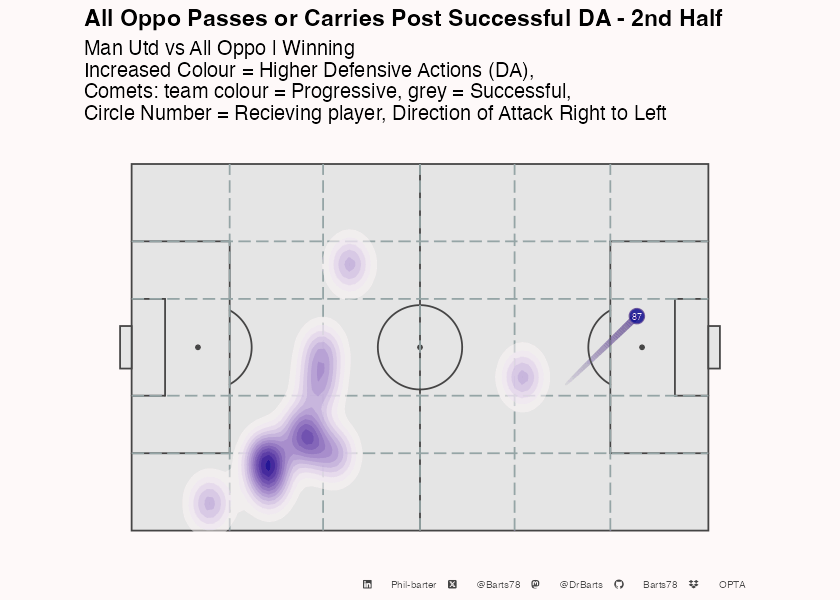 All Oppo Passes or Carries Post Successful DA - 2nd Half
Man Utd vs All Oppo | Winning
Increased Colour = Higher Defensive Actions (DA),
Comets: team colour = Progressive, grey = Successful,
Circle Number = Recieving player, Direction of Attack Right to Left
87
Phil-barter @Barts78 @DrBarts Barts78 OPTA